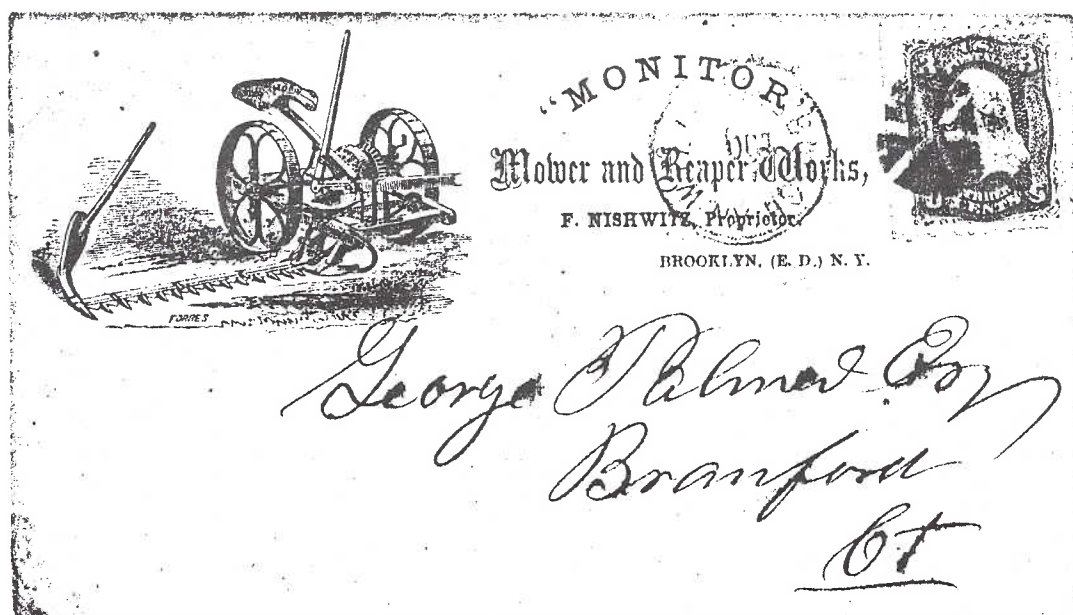 "MONITOR"
Mower and Reaper Works,
F. NISHWITZ, Proprietor.
BROOKLYN, (E. D.) N. Y.
FORBES
George Palmer Esq
Branford
Ct